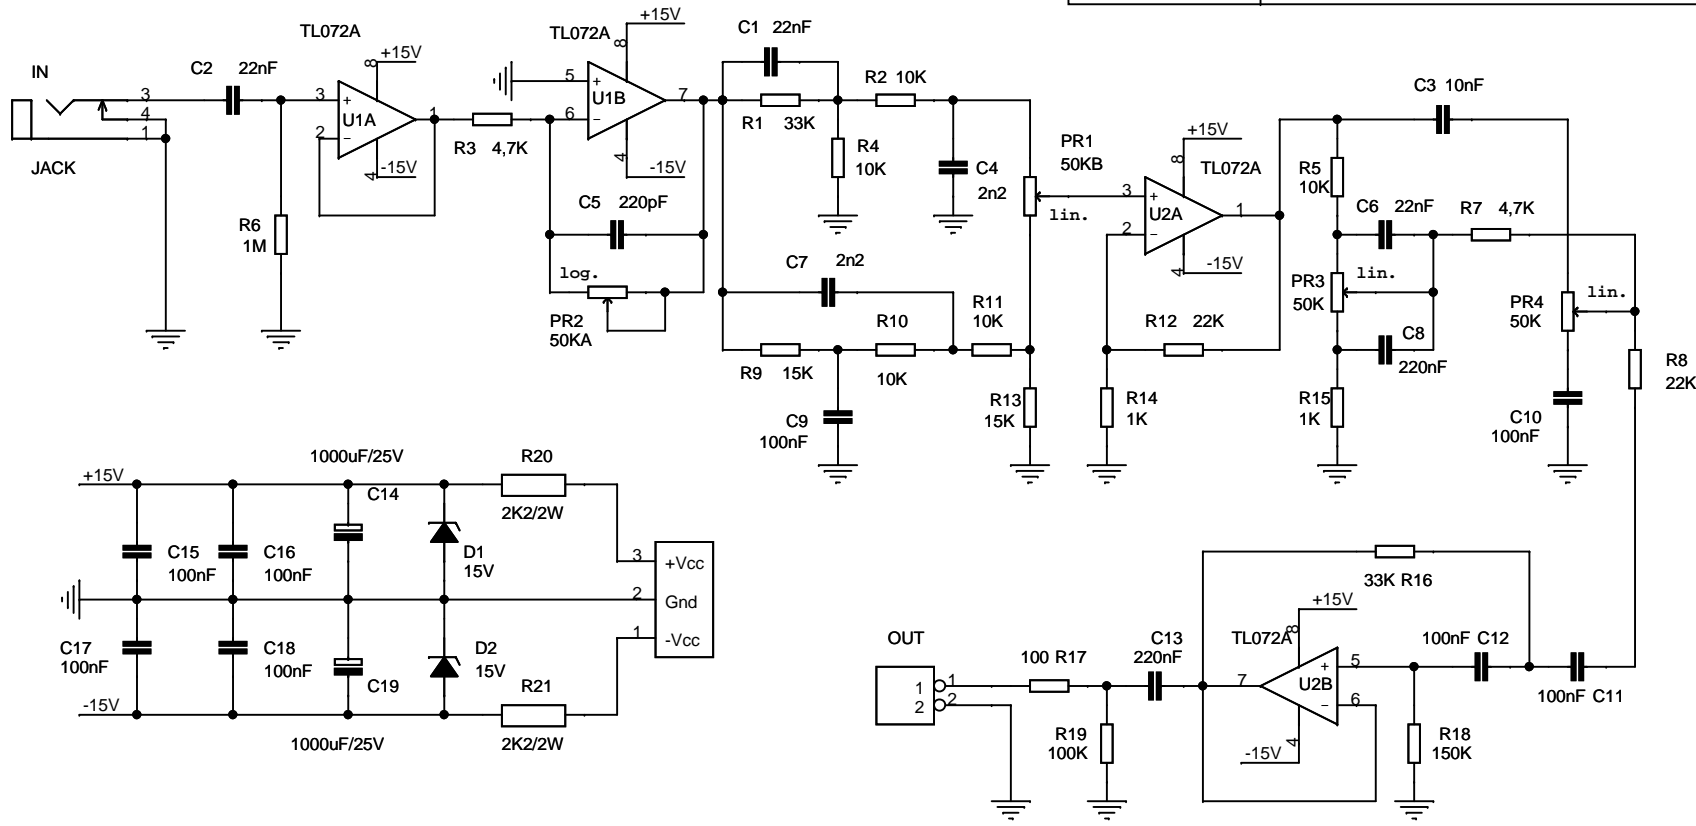 IN
JACK
3
4
1
C2 22nF
R6
1M
TL072A
+15V
8
3
+
U1A
2
−
1
4
-15V
R3 4,7K
TL072A
+15V
8
5
+
U1B
6
−
7
4
-15V
C5 220pF
log.
PR2
50KA
C1 22nF
R1 33K
R2 10K
R4
10K
C4
2n2
C7 2n2
R9 15K
R10
10K
R11
10K
C9
100nF
R13
15K
PR1
50KB
lin.
+15V
8
TL072A
3
+
U2A
2
−
1
4
-15V
R12 22K
R14
1K
C3 10nF
R5
10K
C6 22nF
R7 4,7K
PR3
50K
lin.
C8
220nF
R15
1K
PR4
50K
lin.
C10
100nF
R8
22K
1000uF/25V
R20
+15V
C14
2K2/2W
C15
100nF
C16
100nF
D1
15V
3
+Vcc
2
Gnd
1
-Vcc
C17
100nF
C18
100nF
C19
D2
15V
R21
-15V
1000uF/25V
2K2/2W
OUT
1
2
1
2
100 R17
C13
220nF
R19
100K
33K R16
+15V
TL072A
8
5
+
U2B
6
−
7
4
-15V
100nF C12
100nF C11
R18
150K